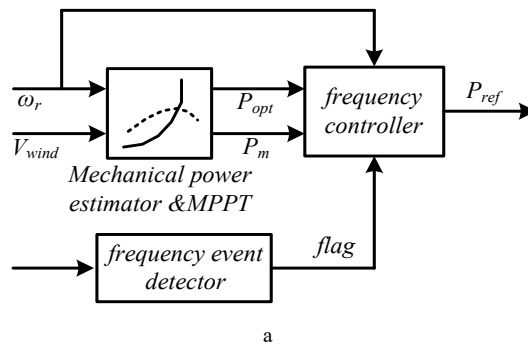 ω_r
V_wind
P_opt
P_m
Mechanical power
estimator &MPPT
frequency
controller
P_ref
frequency event
detector
flag
a